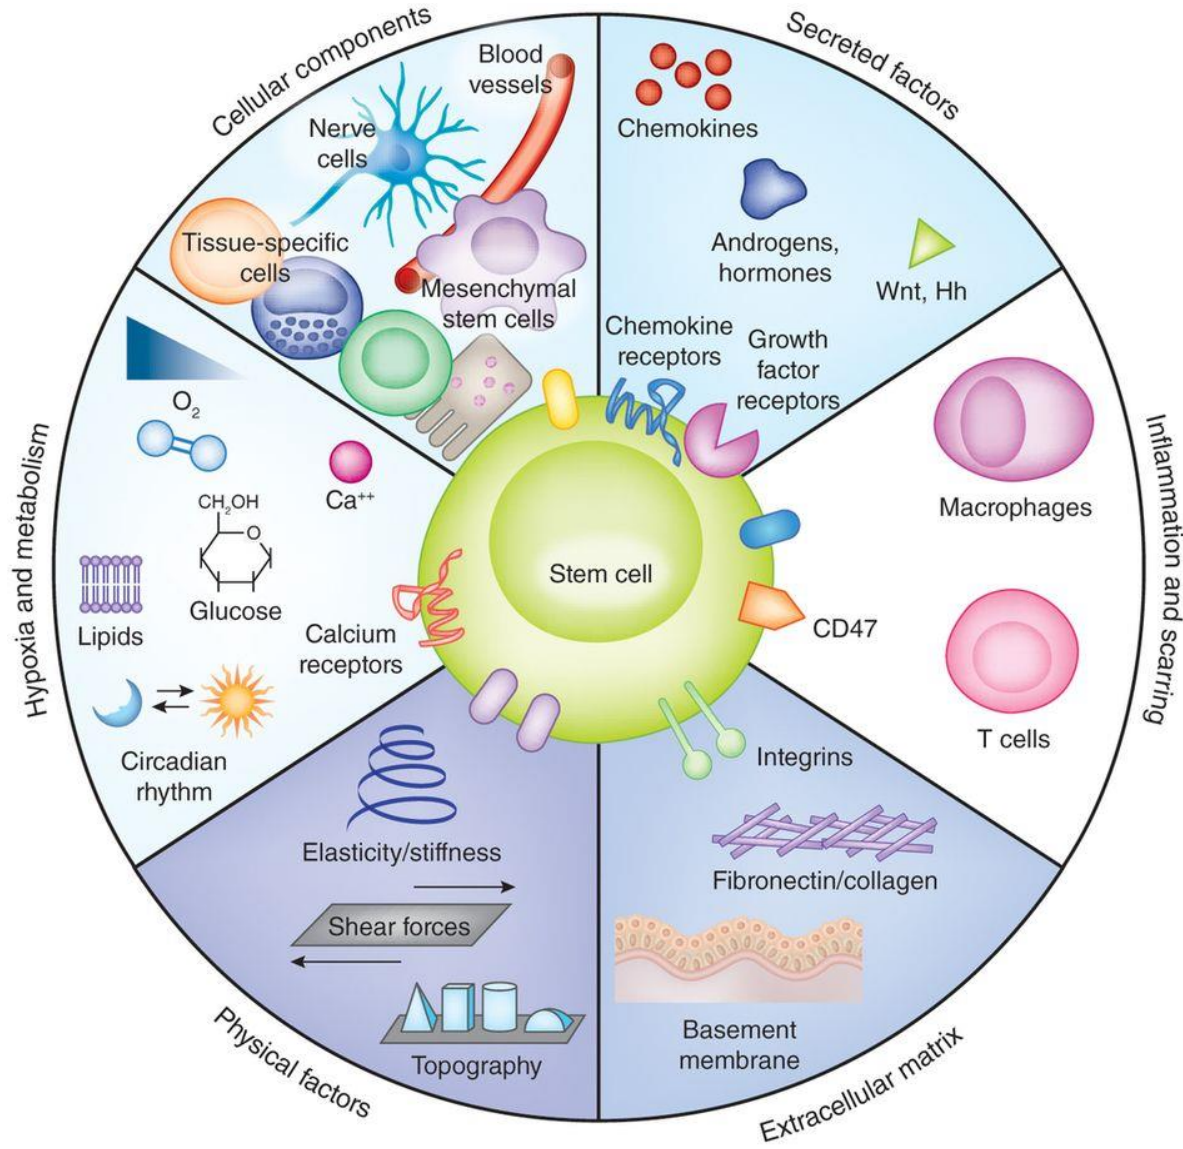 Cellular components
Blood
vessels
Nerve
cells
Tissue-specific
cells
Mesenchymal
stem cells
Secreted factors
Chemokines
Androgens,
hormones
Wnt, Hh
Chemokine
receptors
Growth
factor
receptors
Inflammation and scarring
Macrophages
CD47
T cells
Extracellular matrix
Integrins
Fibronectin/collagen
Basement
membrane
Physical factors
Elasticity/stiffness
Shear forces
Topography
Hypoxia and metabolism
O₂
Ca⁺⁺
CH₂OH
O
Glucose
Lipids
Calcium
receptors
Circadian
rhythm
Stem cell